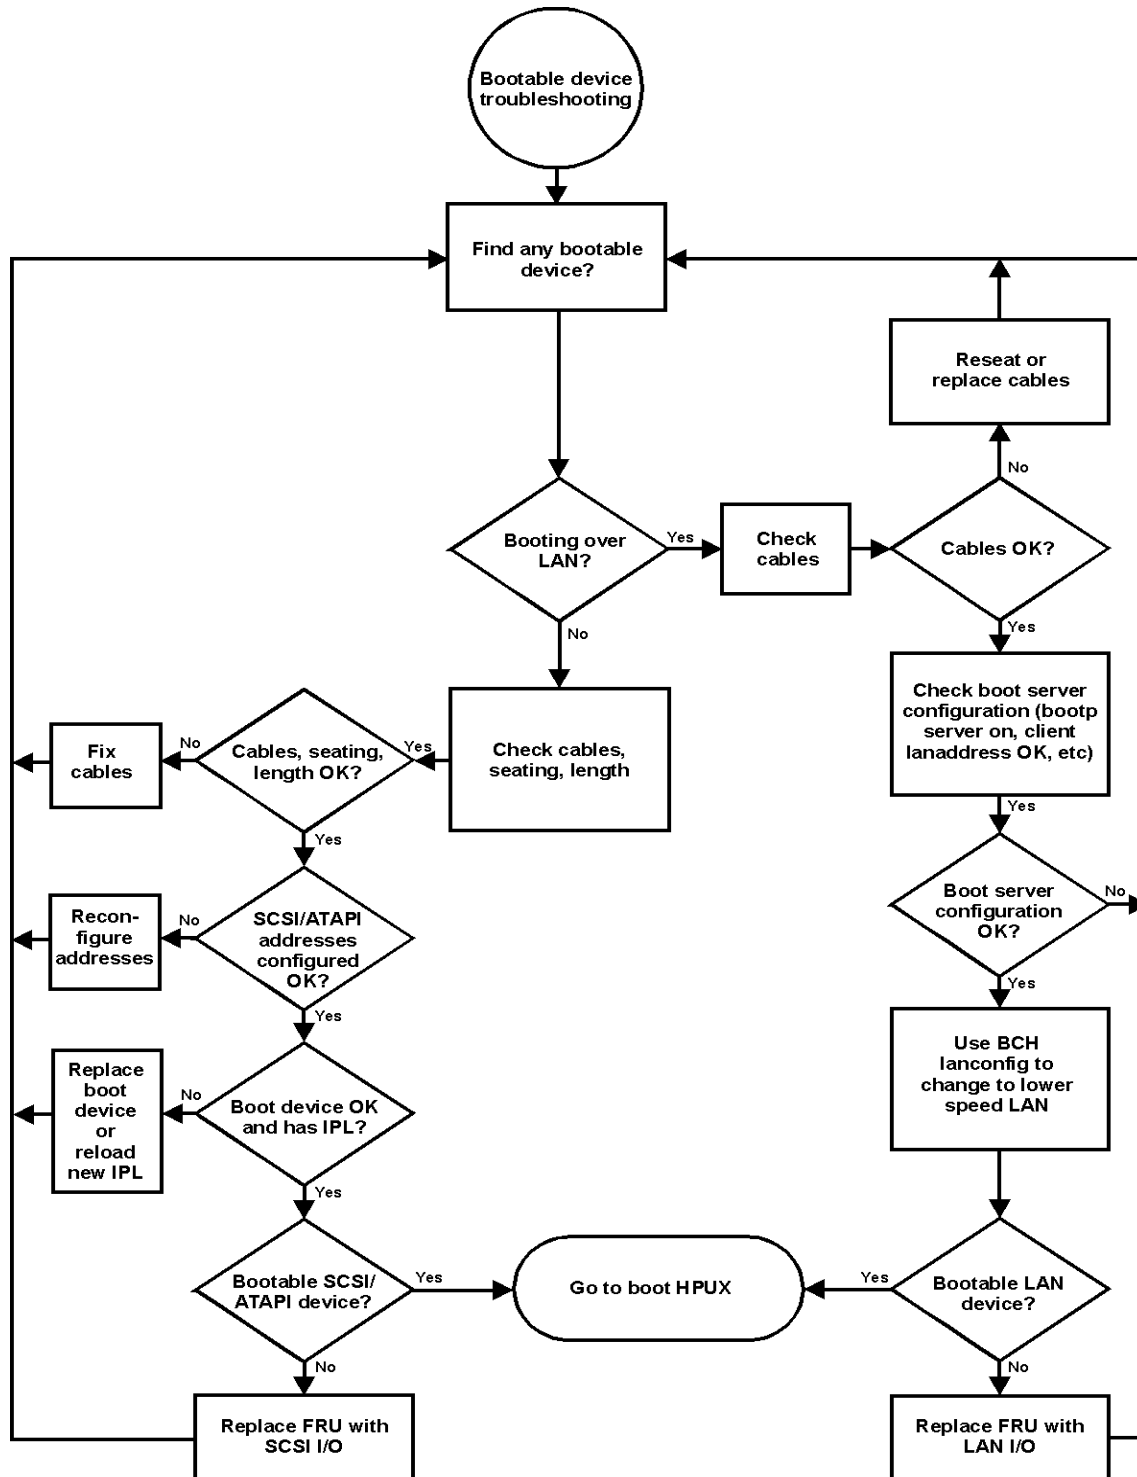 Bootable device
troubleshooting
Find any bootable
device?
Reseat or
replace cables
No
Booting over
LAN?
Yes
Check
cables
Cables OK?
No
Yes
Check boot server
configuration (bootp
server on, client
lanaddress OK, etc)
Check cables,
seating, length
Yes
Cables, seating,
length OK?
No
Fix
cables
Yes
Yes
Boot server
configuration
OK?
No
SCSI/ATAPI
addresses
configured
OK?
No
Recon-
figure
addresses
Yes
Yes
Use BCH
lanconfig to
change to lower
speed LAN
Boot device OK
and has IPL?
No
Replace
boot
device
or
reload
new IPL
Yes
Bootable SCSI/
ATAPI device?
Yes
Go to boot HPUX
Yes
Bootable LAN
device?
No
No
Replace FRU with
SCSI I/O
Replace FRU with
LAN I/O